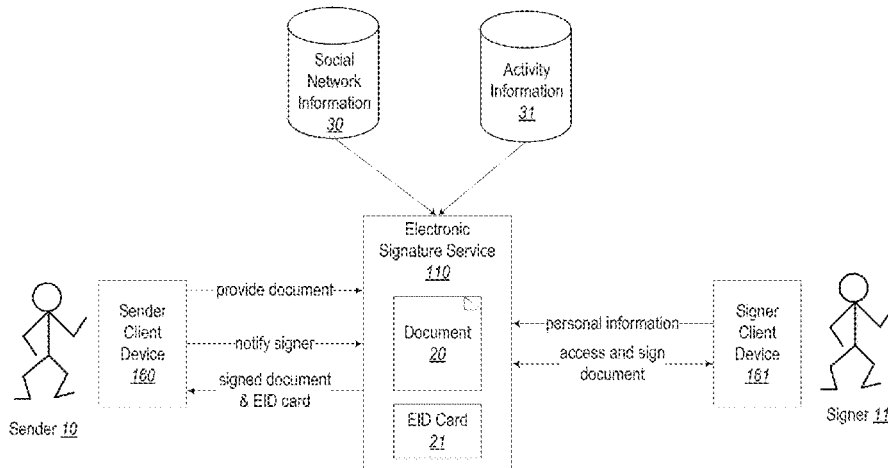 Social
Network
Information
30
Activity
Information
31
Electronic
Signature Service
110
Sender
Client
Device
160
provide document
notify signer
signed document
& EID card
Document
20
EID Card
21
personal information
access and sign
document
Signer
Client
Device
161
Sender 10
Signer 11